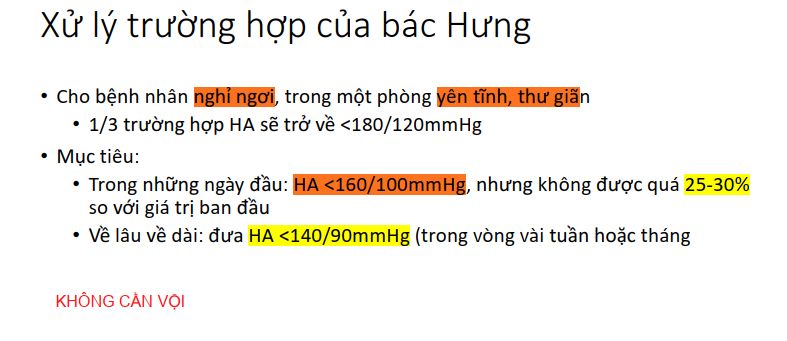 Xử lý trường hợp của bác Hưng
• Cho bệnh nhân nghỉ ngơi, trong một phòng yên tĩnh, thư giãn
• 1/3 trường hợp HA sẽ trở về <180/120mmHg
• Mục tiêu:
• Trong những ngày đầu: HA <160/100mmHg, nhưng không được quá 25-30%
so với giá trị ban đầu
• Về lâu về dài: đưa HA <140/90mmHg (trong vòng vài tuần hoặc tháng
KHÔNG CẦN VỘI